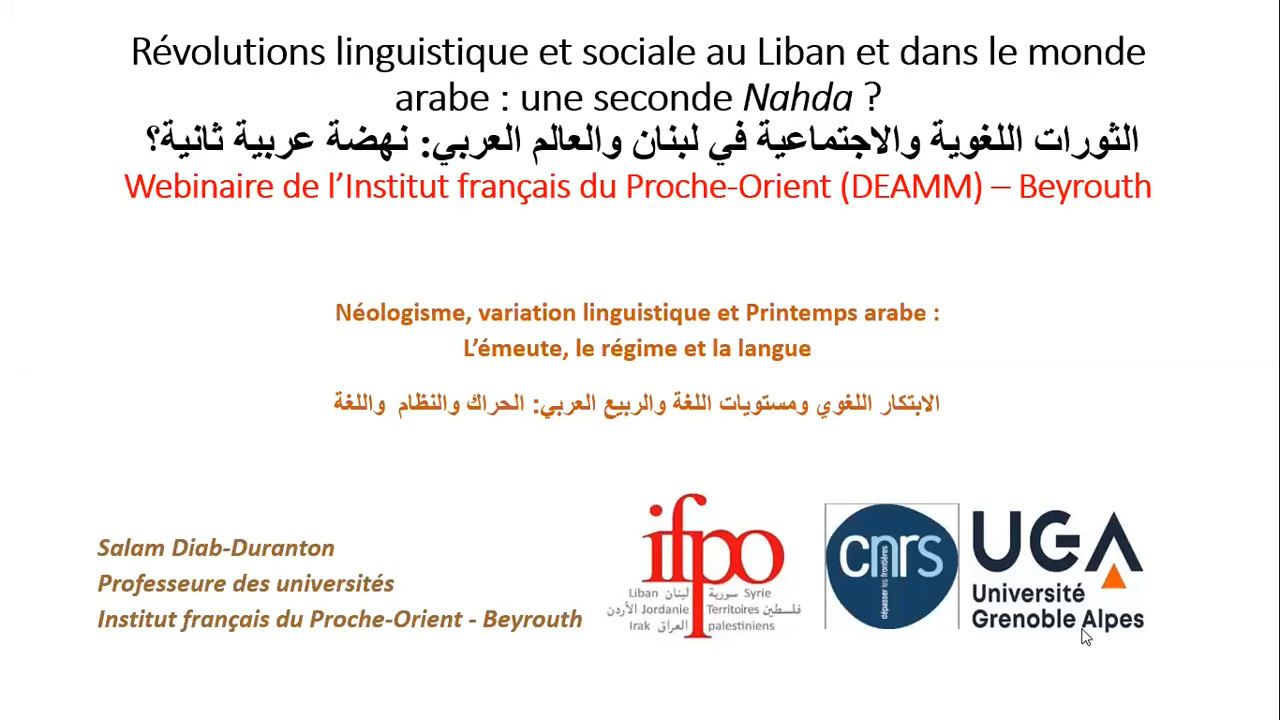 Révolutions linguistique et sociale au Liban et dans le monde
arabe : une seconde Nahda ?
الثورات اللغوية والاجتماعية في لبنان والعالم العربي: نهضة عربية ثانية؟
Webinaire de l’Institut français du Proche-Orient (DEAMM) – Beyrouth
Néologisme, variation linguistique et Printemps arabe :
L’émeute, le régime et la langue
الابتكار اللغوي ومستويات اللغة والربيع العربي: الحراك والنظام واللغة
Salam Diab-Duranton
Professeure des universités
Institut français du Proche-Orient - Beyrouth
ifpo
Liban لبنان سورية Syrie
الأردن Jordanie Territoires فلسطين
Irak العراق palestiniens
cnrs
dépasser les frontières
UGA
Université
Grenoble Alpes